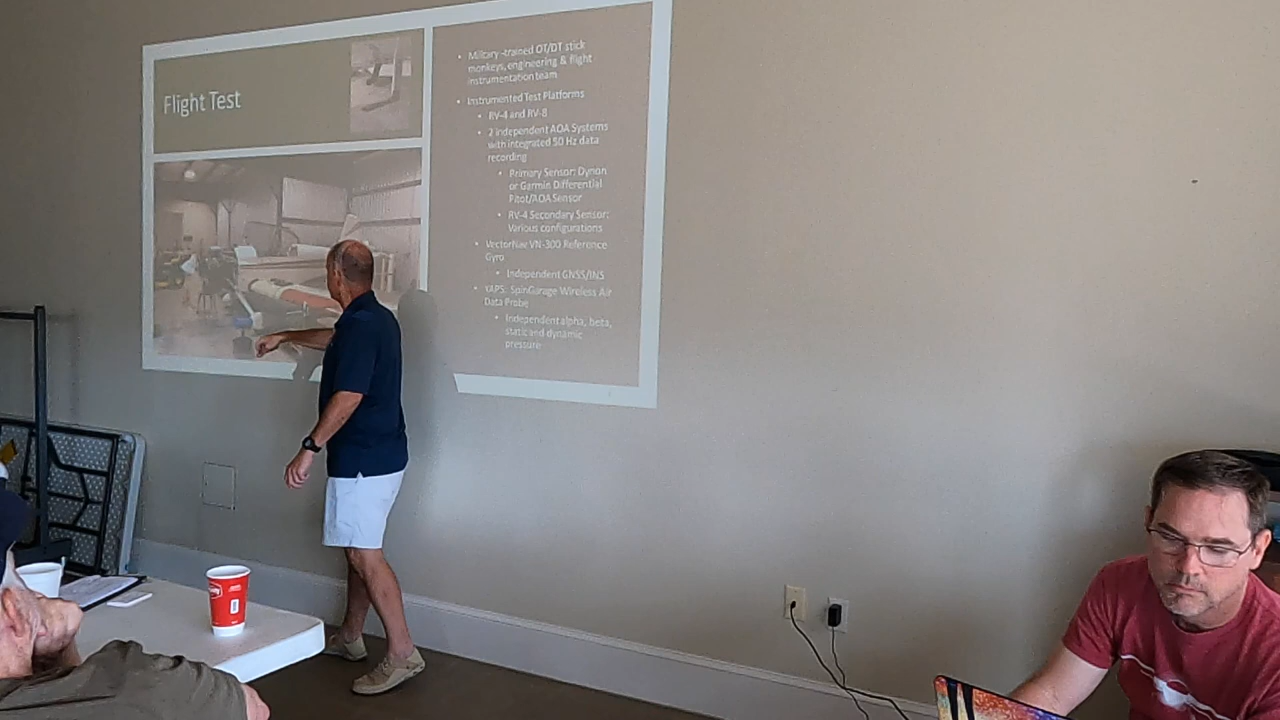 Flight Test
• Military -trained OT/DT stick
monkeys, engineering & flight
instrumentation team
• Instrumented Test Platforms
• RV-4 and RV-8
• 2 independent AOA Systems
with integrated 50 Hz data
recording
• Primary Sensor: Dynon
or Garmin Differential
Pitot/AOA Sensor
• RV-4 Secondary Sensor:
Various configurations
• VectorNav VN-300 Reference
Gyro
• Independent GNSS/INS
• YAPS: SpinGarage Wireless Air
Data Probe
• Independent alpha, beta,
static and dynamic
pressure